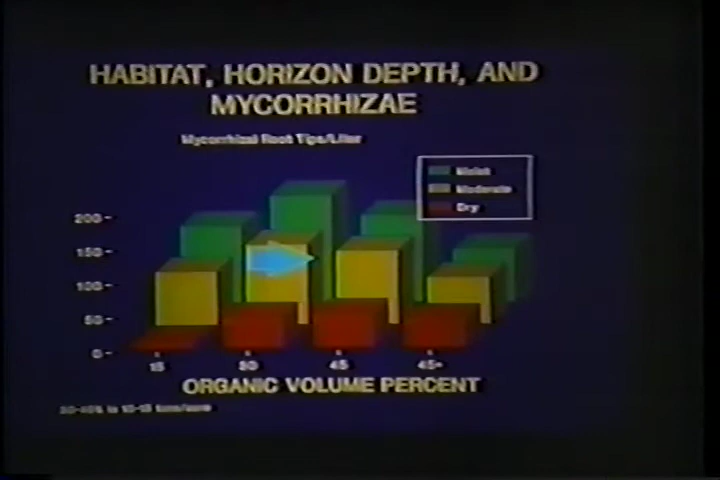 HABITAT, HORIZON DEPTH, AND
MYCORRHIZAE
Mycorrhizal Root Tips/Liter
Moist
Moderate
Dry
200
150
100
50
0
15 30 45 45+
ORGANIC VOLUME PERCENT